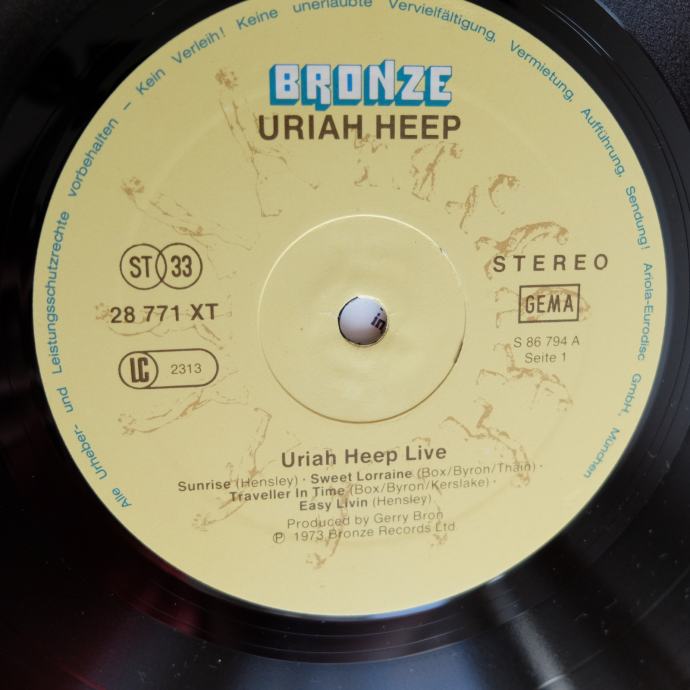 Alle Urheber- und Leistungsschutzrechte vorbehalten – Kein Verleih! Keine unerlaubte Vervielfältigung, Vermietung, Aufführung, Sendung! Ariola-Eurodisc GmbH, München
BRONZE
URIAH HEEP
ST 33
STEREO
28 771 XT
GEMA
LC 2313
S 86 794 A
Seite 1
Uriah Heep Live
Sunrise (Hensley) · Sweet Lorraine (Box/Byron/Thain) ·
Traveller In Time (Box/Byron/Kerslake) ·
Easy Livin (Hensley)
Produced by Gerry Bron
℗ 1973 Bronze Records Ltd.